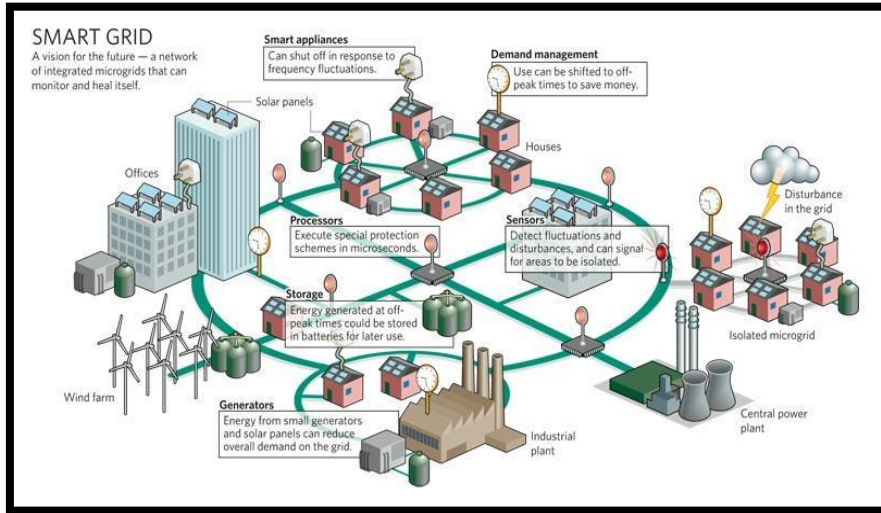 SMART GRID
A vision for the future — a network
of integrated microgrids that can
monitor and heal itself.
Smart appliances
Can shut off in response to
frequency fluctuations.
Demand management
Use can be shifted to off-
peak times to save money.
Solar panels
Houses
Offices
Disturbance
in the grid
Processors
Execute special protection
schemes in microseconds.
Sensors
Detect fluctuations and
disturbances, and can signal
for areas to be isolated.
Storage
Energy generated at off-
peak times could be stored
in batteries for later use.
Isolated microgrid
Wind farm
Generators
Energy from small generators
and solar panels can reduce
overall demand on the grid.
Industrial
plant
Central power
plant